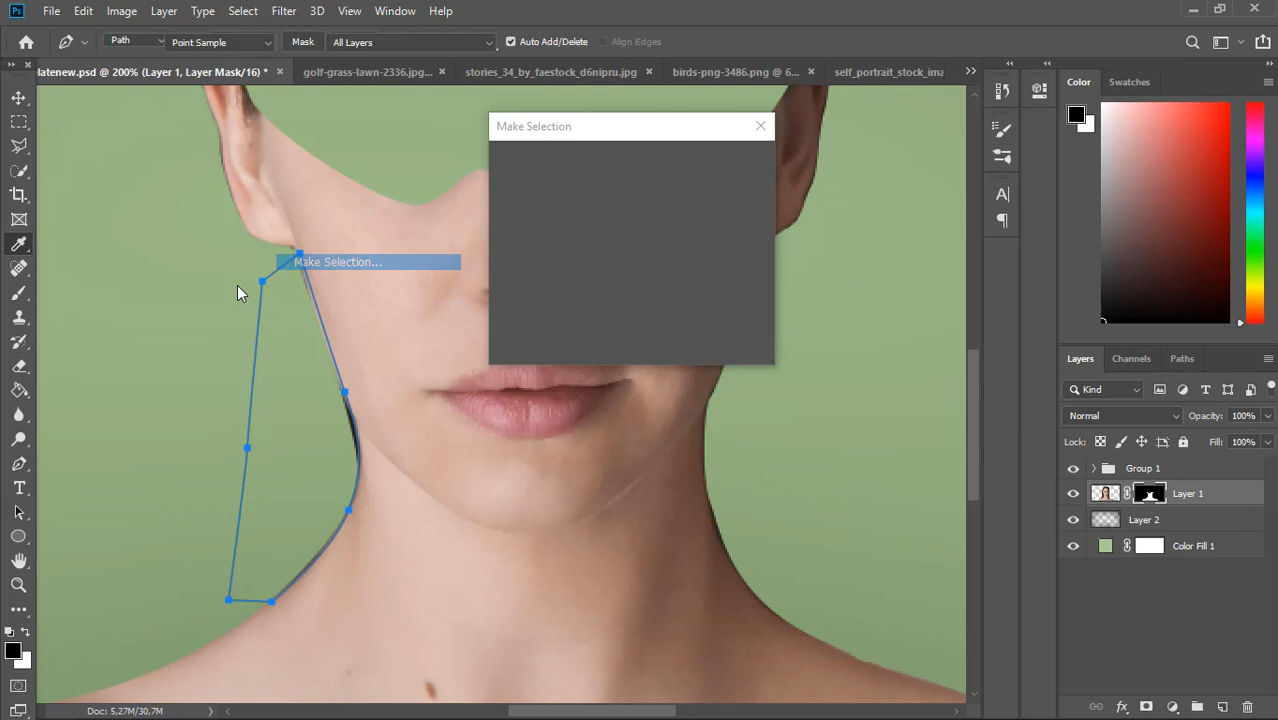 Ps File Edit Image Layer Type Select Filter 3D View Window Help
Path Point Sample Mask All Layers Auto Add/Delete Align Edges
latenew.psd @ 200% (Layer 1, Layer Mask/16) * golf-grass-lawn-2336.jpg... stories_34_by_faestock_d6nipru.jpg birds-png-3486.png @ 6... self_portrait_stock_ima
Color Swatches
Make Selection
Make Selection...
Layers Channels Paths
Kind
Normal Opacity: 100%
Lock: Fill: 100%
Group 1
Layer 1
Layer 2
Color Fill 1
Doc: 5,27M/30,7M